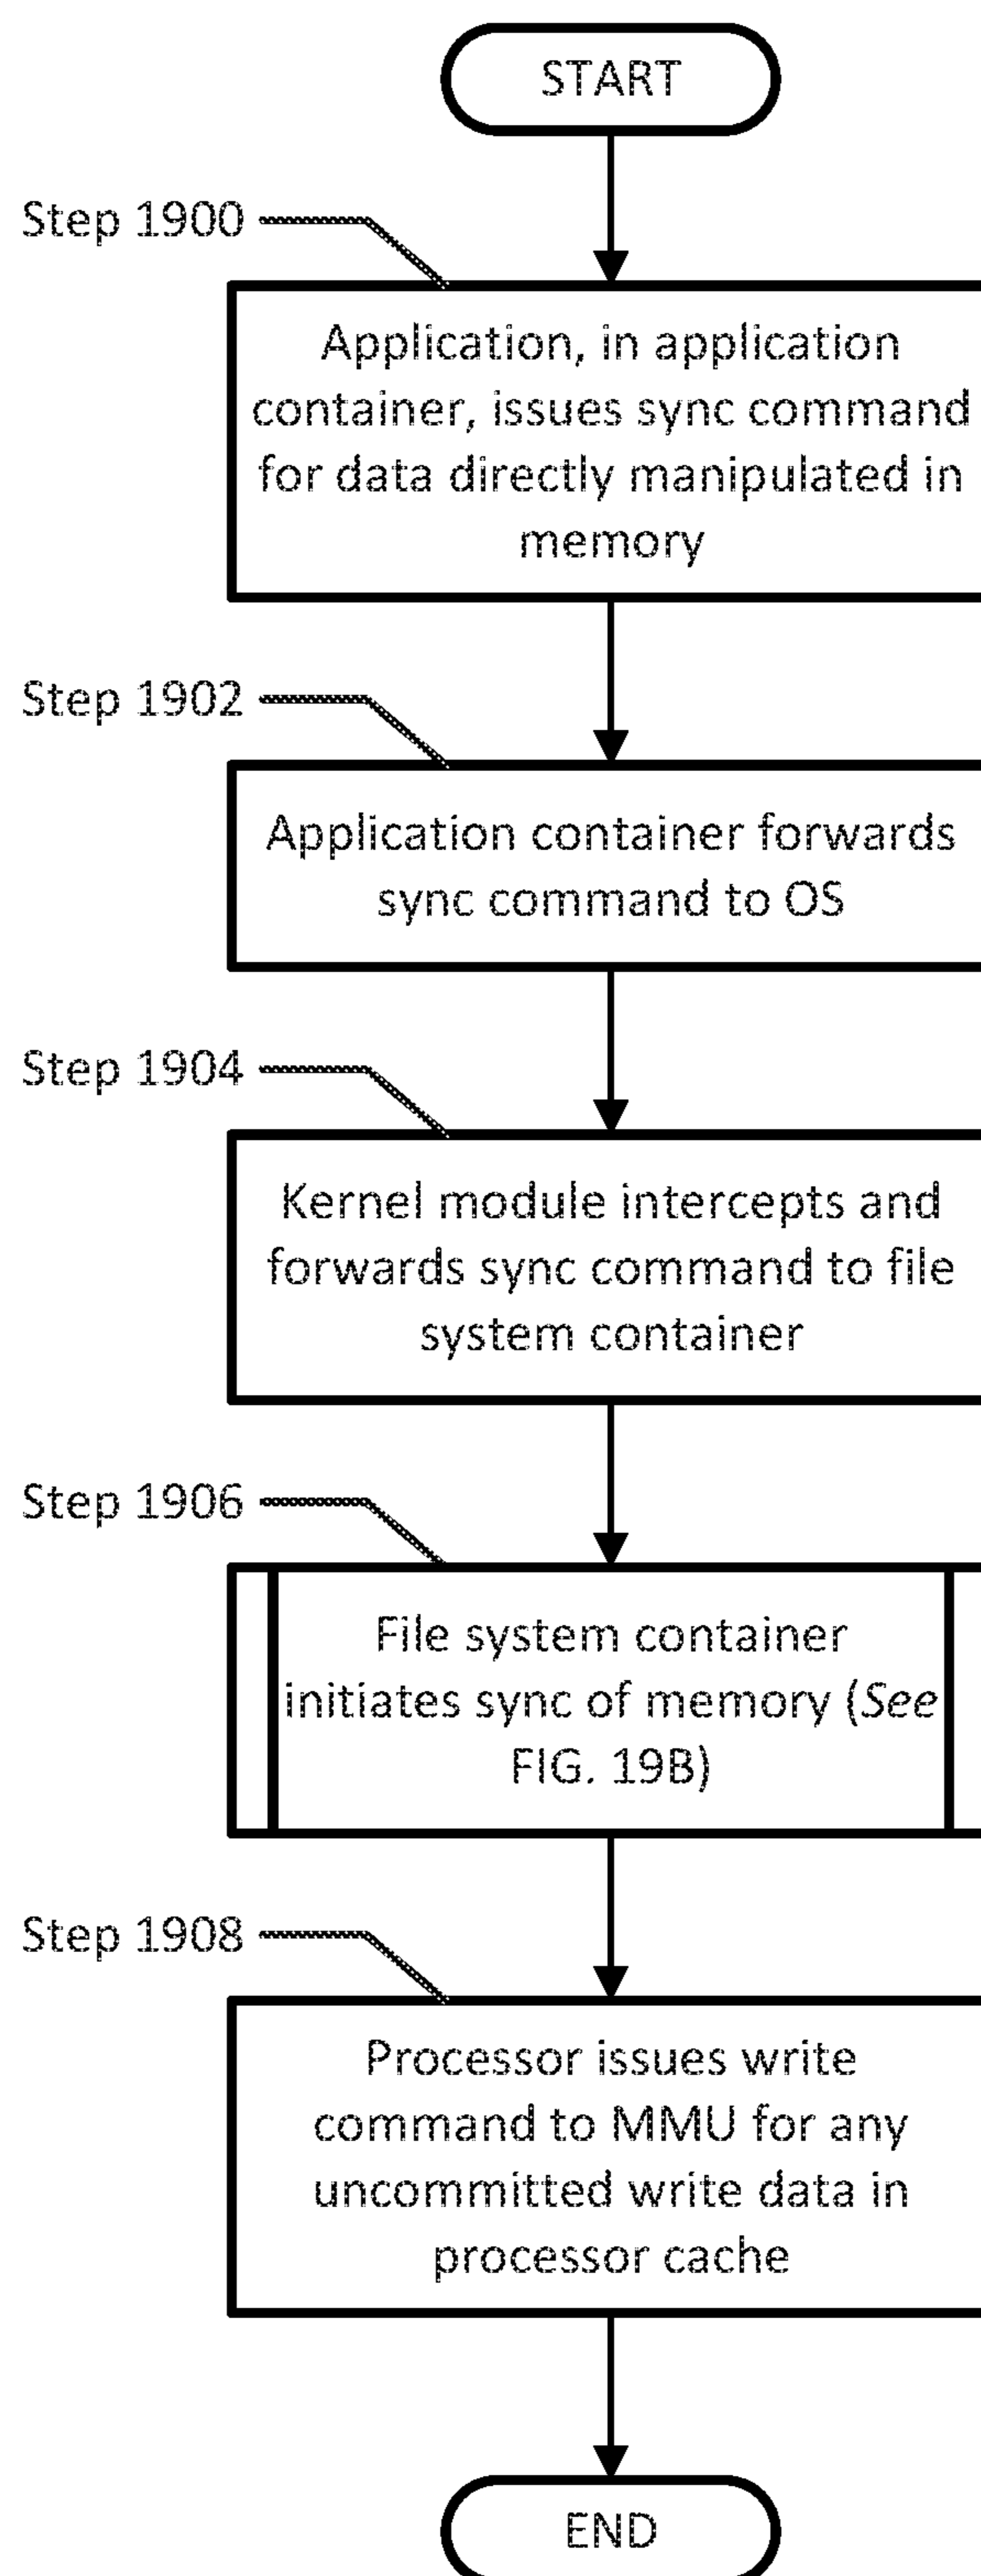 START
Step 1900
Application, in application
container, issues sync command
for data directly manipulated in
memory
Step 1902
Application container forwards
sync command to OS
Step 1904
Kernel module intercepts and
forwards sync command to file
system container
Step 1906
File system container
initiates sync of memory (See
FIG. 19B)
Step 1908
Processor issues write
command to MMU for any
uncommitted write data in
processor cache
END